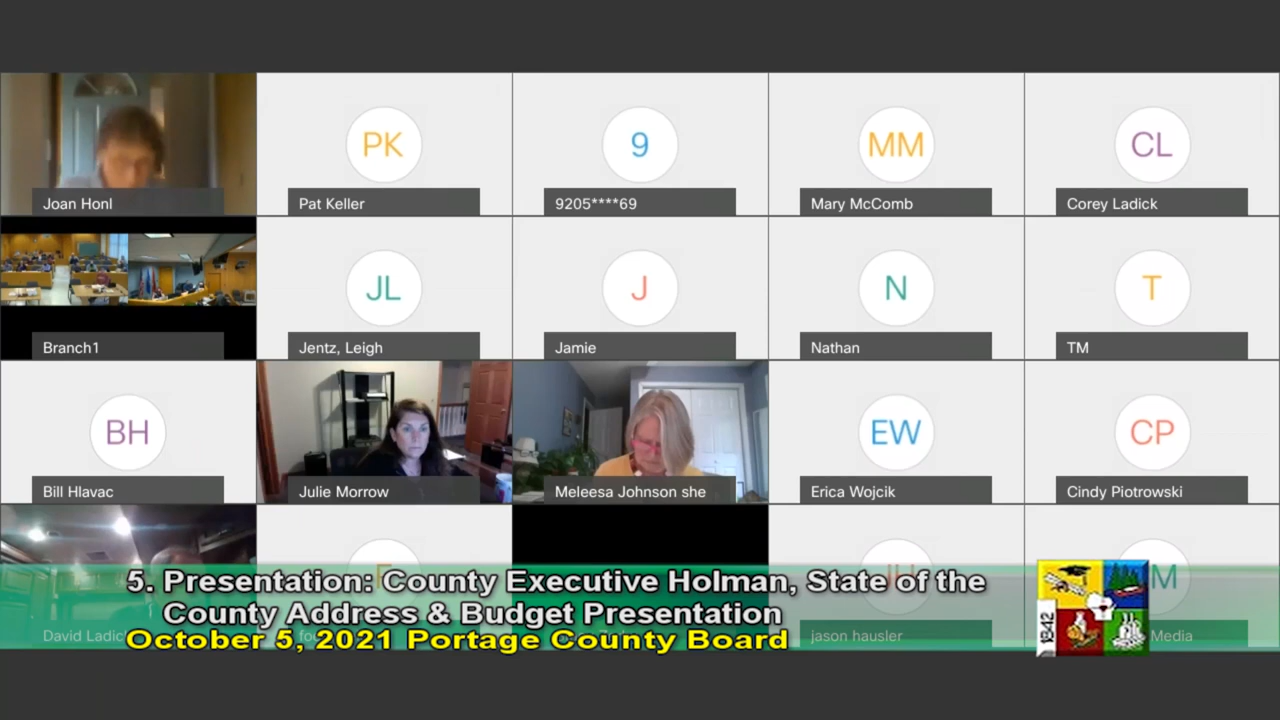 PK
9
MM
CL
Joan Honl
Pat Keller
9205****69
Mary McComb
Corey Ladick
JL
J
N
T
Branch1
Jentz, Leigh
Jamie
Nathan
TM
BH
EW
CP
Bill Hlavac
Julie Morrow
Meleesa Johnson she
Erica Wojcik
Cindy Piotrowski
JH
M
5. Presentation: County Executive Holman, State of the
County Address & Budget Presentation
David Ladic
jason hausler
Media
October 5, 2021 Portage County Board
1842